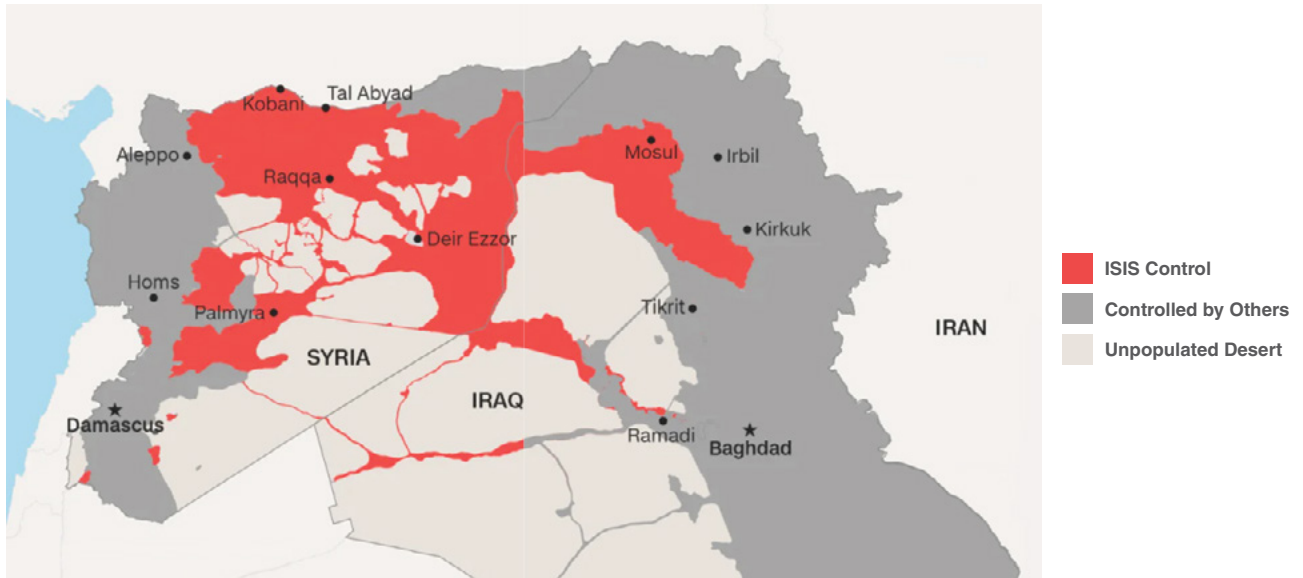 Kobani
Tal Abyad
Aleppo
Mosul
Irbil
Raqqa
Kirkuk
Deir Ezzor
Homs
Palmyra
Tikrit
SYRIA
IRAN
IRAQ
Damascus
Ramadi
Baghdad
ISIS Control
Controlled by Others
Unpopulated Desert